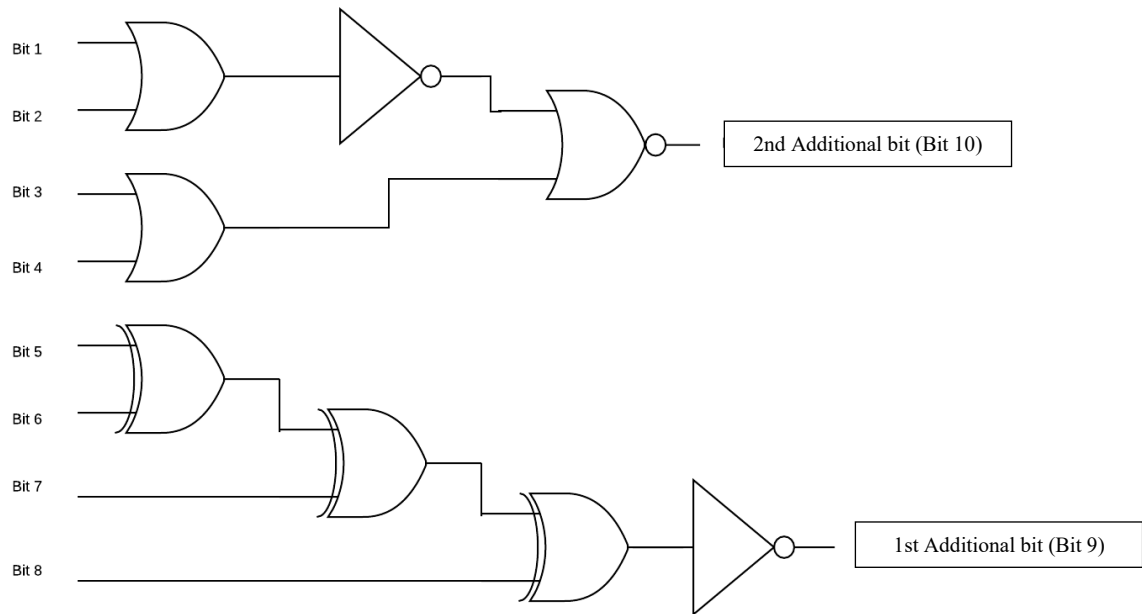 Bit 1
Bit 2
2nd Additional bit (Bit 10)
Bit 3
Bit 4
Bit 5
Bit 6
Bit 7
1st Additional bit (Bit 9)
Bit 8